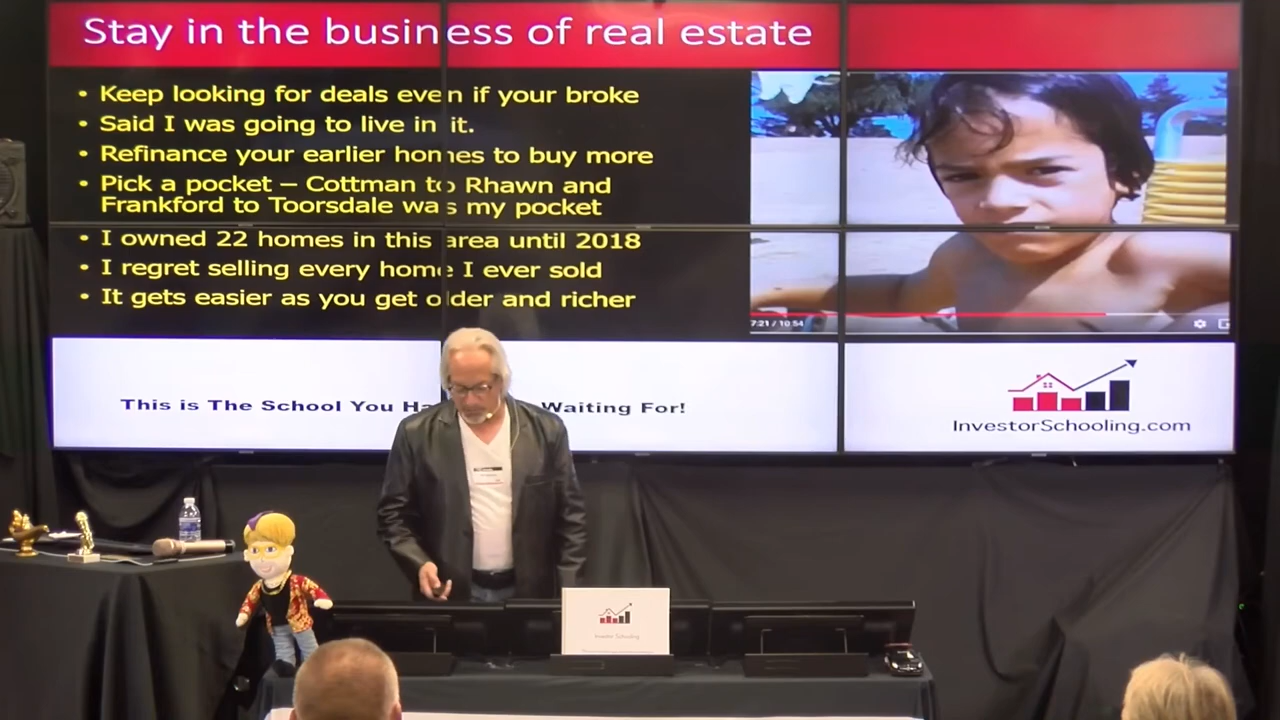 Stay in the business of real estate
• Keep looking for deals even if your broke
• Said I was going to live in it.
• Refinance your earlier homes to buy more
• Pick a pocket – Cottman to Rhawn and
Frankford to Toorsdale was my pocket
• I owned 22 homes in this area until 2018
• I regret selling every home I ever sold
• It gets easier as you get older and richer
7:21 / 10:54
This is The School You Ha Waiting For!
InvestorSchooling.com
Investor Schooling